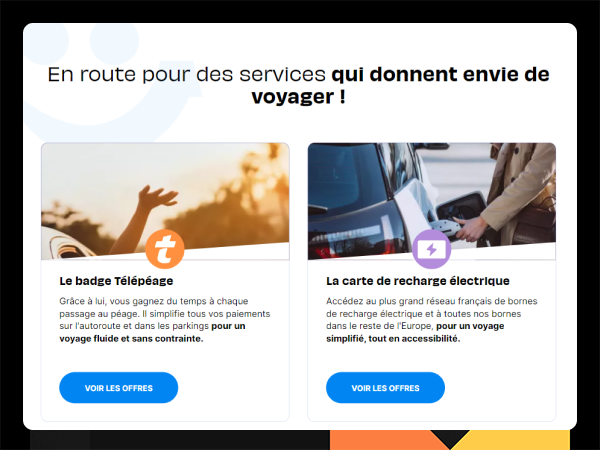 En route pour des services qui donnent envie de
voyager !
t
Le badge Télépéage
Grâce à lui, vous gagnez du temps à chaque
passage au péage. Il simplifie tous vos paiements
sur l'autoroute et dans les parkings pour un
voyage fluide et sans contrainte.
VOIR LES OFFRES
La carte de recharge électrique
Accédez au plus grand réseau français de bornes
de recharge électrique et à toutes nos bornes
dans le reste de l'Europe, pour un voyage
simplifié, tout en accessibilité.
VOIR LES OFFRES